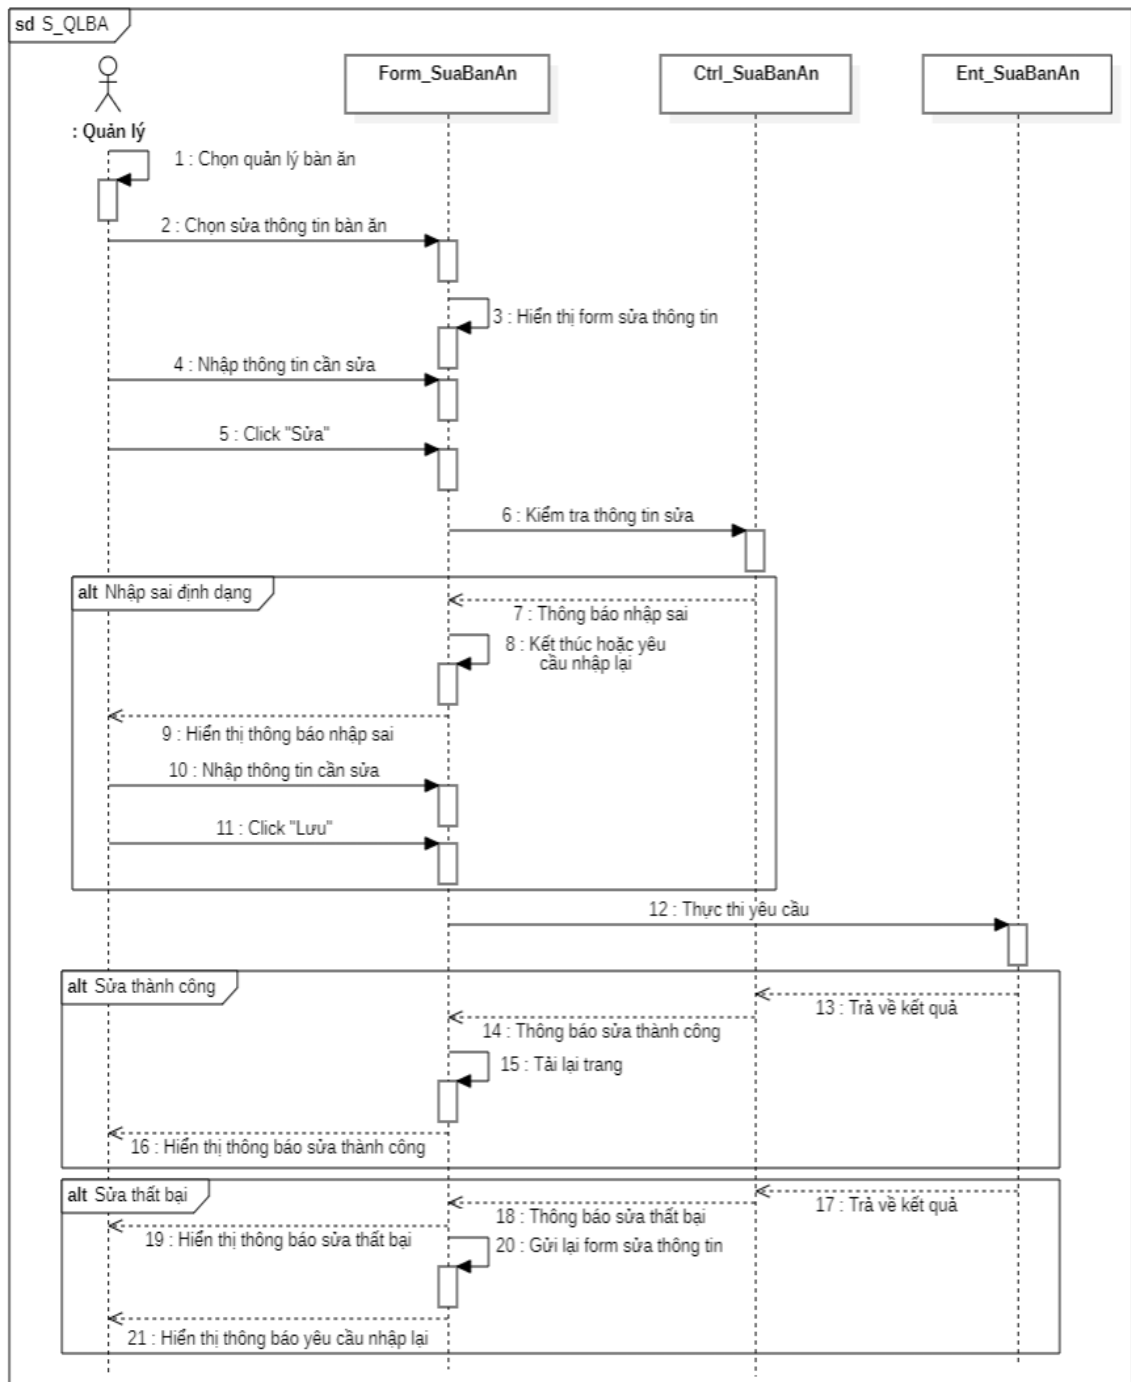 sd S_QLBA
Form_SuaBanAn
Ctrl_SuaBanAn
Ent_SuaBanAn
: Quản lý
1 : Chọn quản lý bàn ăn
2 : Chọn sửa thông tin bàn ăn
3 : Hiển thị form sửa thông tin
4 : Nhập thông tin cần sửa
5 : Click "Sửa"
6 : Kiểm tra thông tin sửa
alt Nhập sai định dạng
7 : Thông báo nhập sai
8 : Kết thúc hoặc yêu
cầu nhập lại
9 : Hiển thị thông báo nhập sai
10 : Nhập thông tin cần sửa
11 : Click "Lưu"
12 : Thực thi yêu cầu
alt Sửa thành công
13 : Trả về kết quả
14 : Thông báo sửa thành công
15 : Tải lại trang
16 : Hiển thị thông báo sửa thành công
alt Sửa thất bại
17 : Trả về kết quả
18 : Thông báo sửa thất bại
19 : Hiển thị thông báo sửa thất bại
20 : Gửi lại form sửa thông tin
21 : Hiển thị thông báo yêu cầu nhập lại